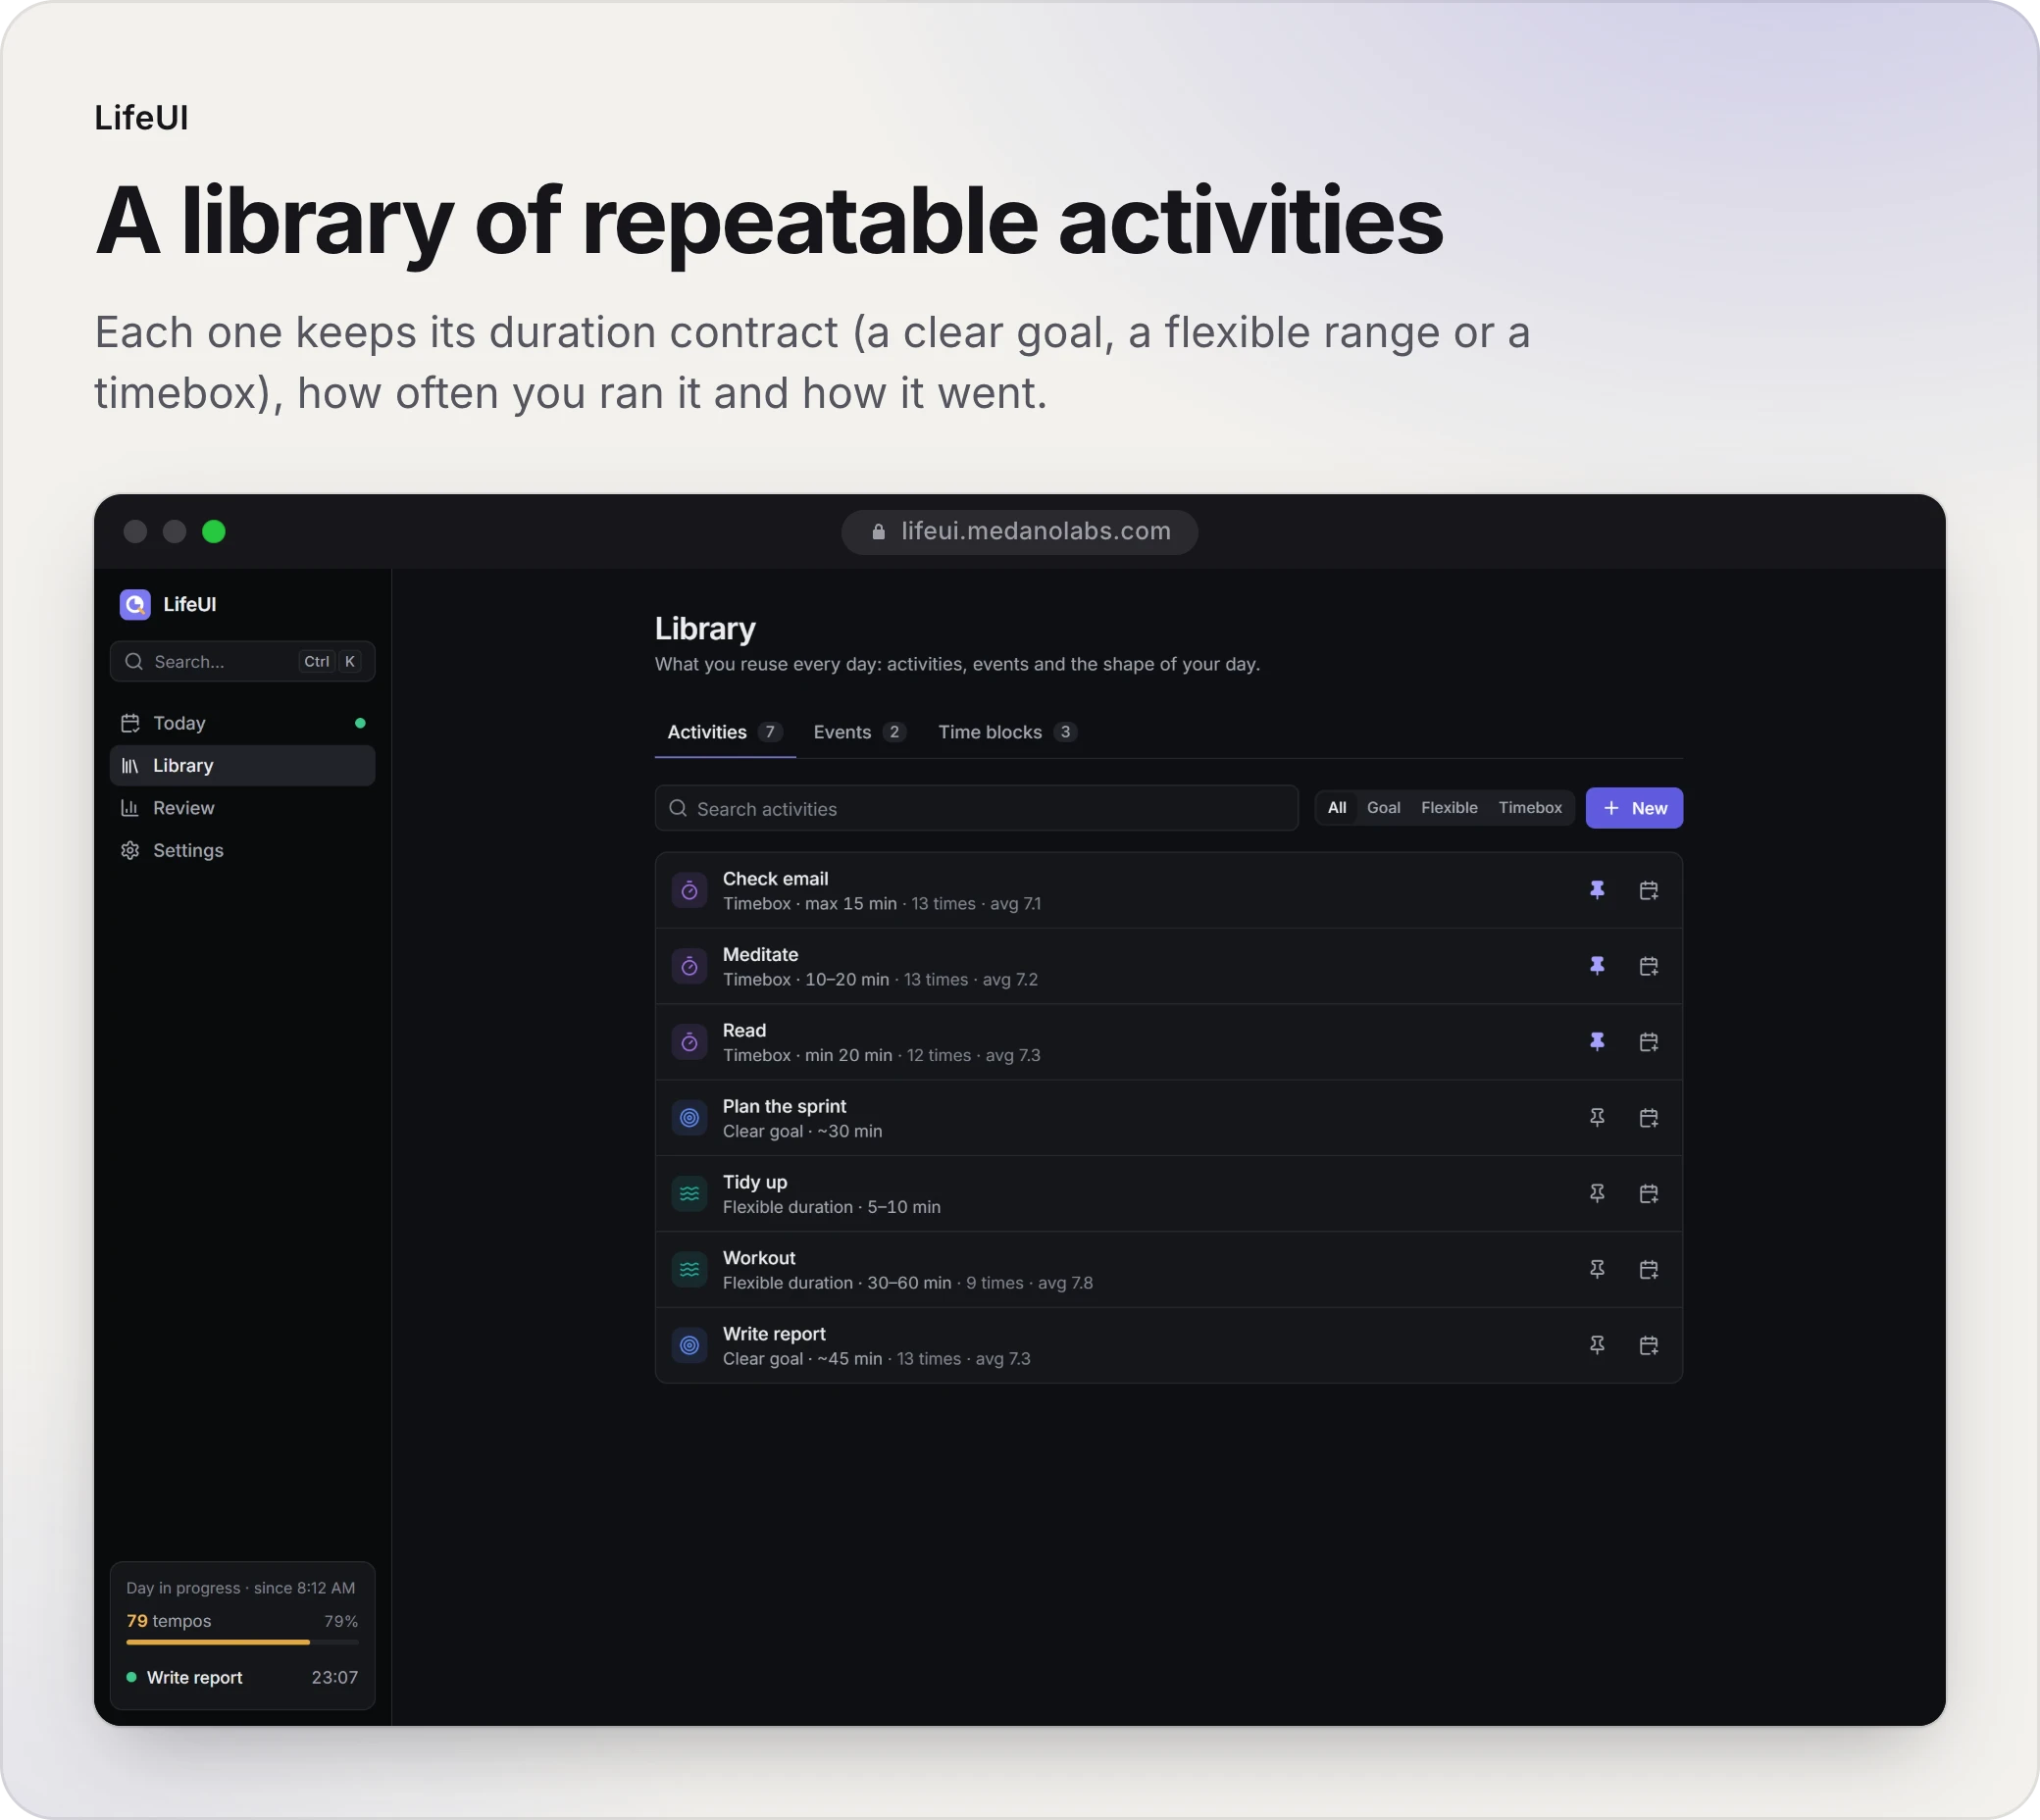 LifeUI
A library of repeatable activities
Each one keeps its duration contract (a clear goal, a flexible range or a
timebox), how often you ran it and how it went.
lifeui.medanolabs.com
LifeUI
Search...
Ctrl K
Today
Library
Review
Settings
Library
What you reuse every day: activities, events and the shape of your day.
Activities 7 Events 2 Time blocks 3
Search activities
All Goal Flexible Timebox
+ New
Check email
Timebox · max 15 min · 13 times · avg 7.1
Meditate
Timebox · 10–20 min · 13 times · avg 7.2
Read
Timebox · min 20 min · 12 times · avg 7.3
Plan the sprint
Clear goal · ~30 min
Tidy up
Flexible duration · 5–10 min
Workout
Flexible duration · 30–60 min · 9 times · avg 7.8
Write report
Clear goal · ~45 min · 13 times · avg 7.3
Day in progress · since 8:12 AM
79 tempos 79%
Write report 23:07